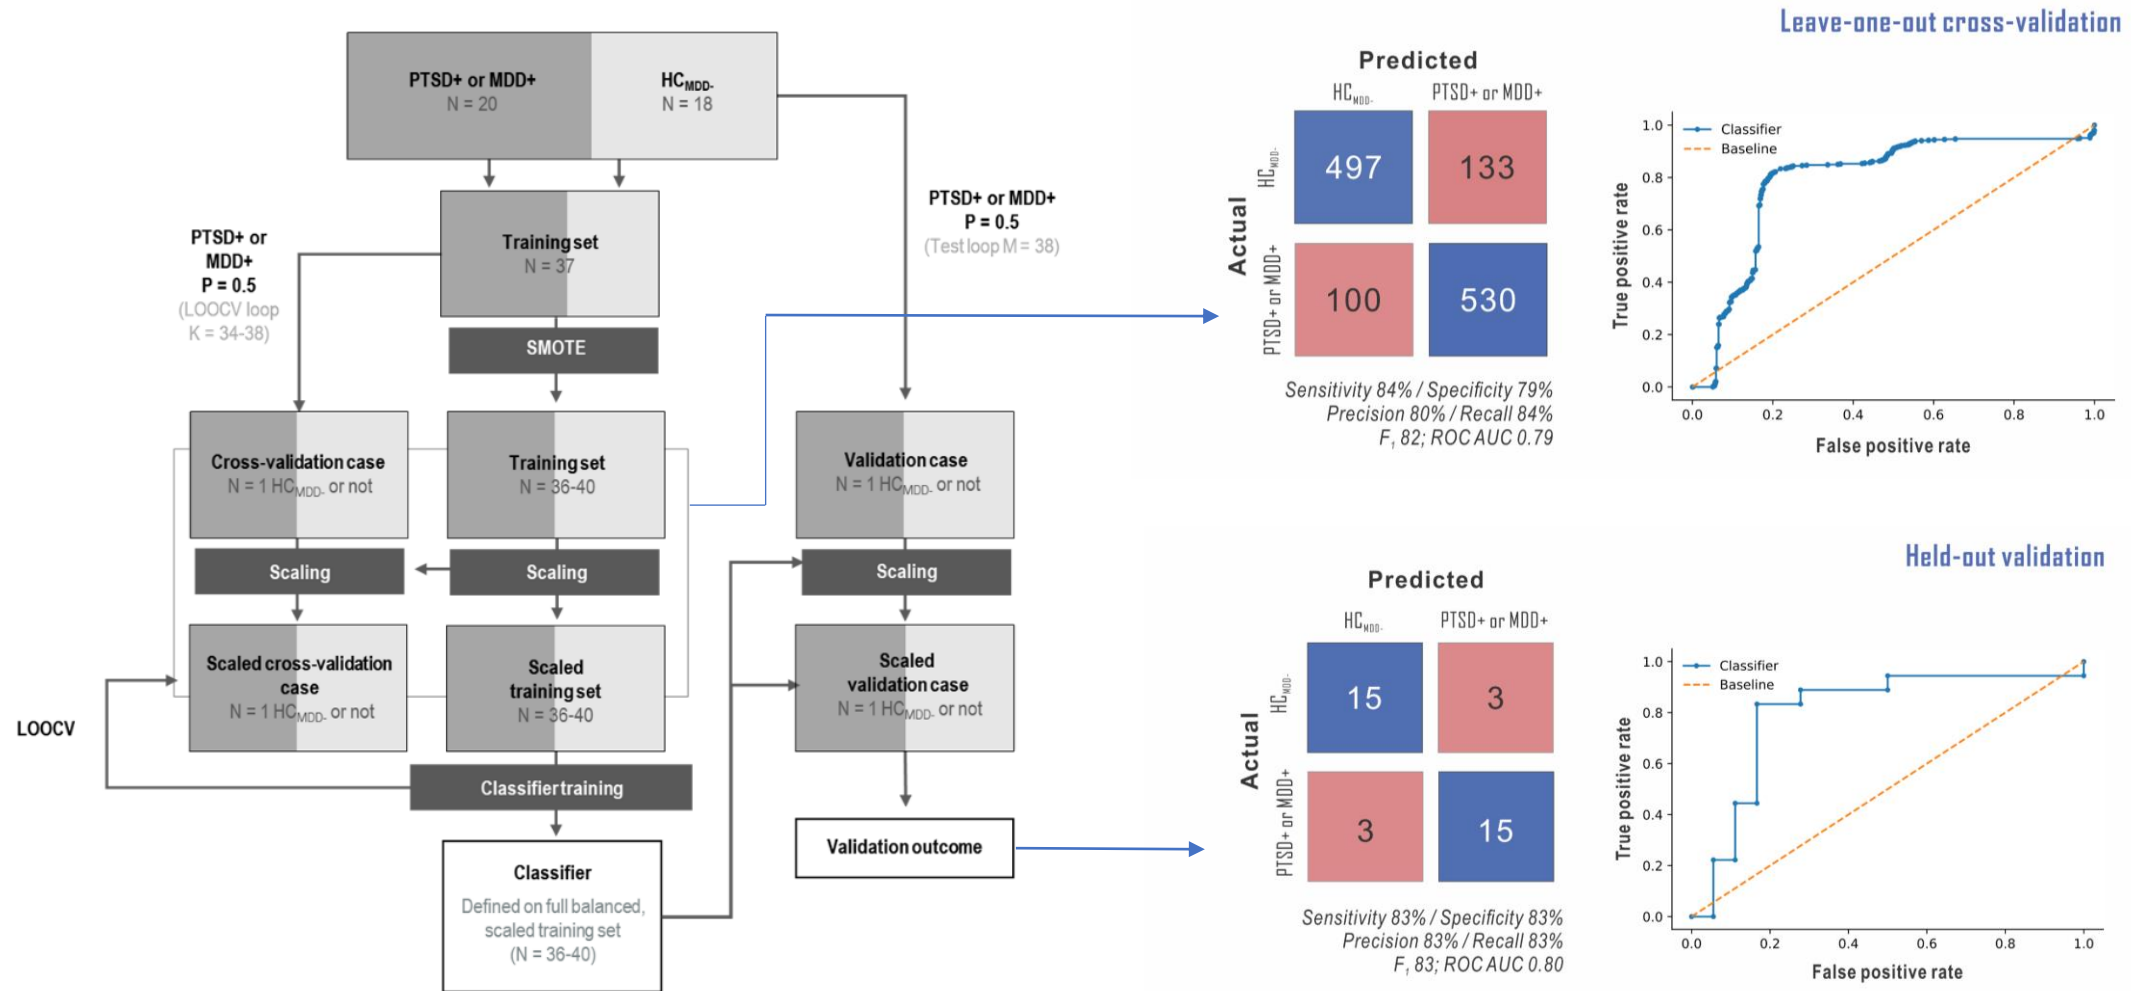 PTSD+ or MDD+
N = 20
HCMDD-
N = 18
Training set
N = 37
PTSD+ or
MDD+
P = 0.5
(LOOCV loop
K = 34-38)
PTSD+ or MDD+
P = 0.5
(Test loop M = 38)
SMOTE
Cross-validation case
N = 1 HCMDD- or not
Training set
N = 36-40
Validation case
N = 1 HCMDD- or not
Scaling
Scaling
Scaling
Scaled cross-validation
case
N = 1 HCMDD- or not
Scaled
training set
N = 36-40
Scaled
validation case
N = 1 HCMDD- or not
LOOCV
Classifier training
Classifier
Defined on full balanced,
scaled training set
(N = 36-40)
Validation outcome
Leave-one-out cross-validation
Predicted
HCMDD-
PTSD+ or MDD+
Actual
HCMDD-
PTSD+ or MDD+
497
133
100
530
Sensitivity 84% / Specificity 79%
Precision 80% / Recall 84%
F1 82; ROC AUC 0.79
Classifier
Baseline
True positive rate
1.0
0.8
0.6
0.4
0.2
0.0
0.0
0.2
0.4
0.6
0.8
1.0
False positive rate
Held-out validation
Predicted
HCMDD-
PTSD+ or MDD+
Actual
HCMDD-
PTSD+ or MDD+
15
3
3
15
Sensitivity 83% / Specificity 83%
Precision 83% / Recall 83%
F1 83; ROC AUC 0.80
Classifier
Baseline
True positive rate
1.0
0.8
0.6
0.4
0.2
0.0
0.0
0.2
0.4
0.6
0.8
1.0
False positive rate